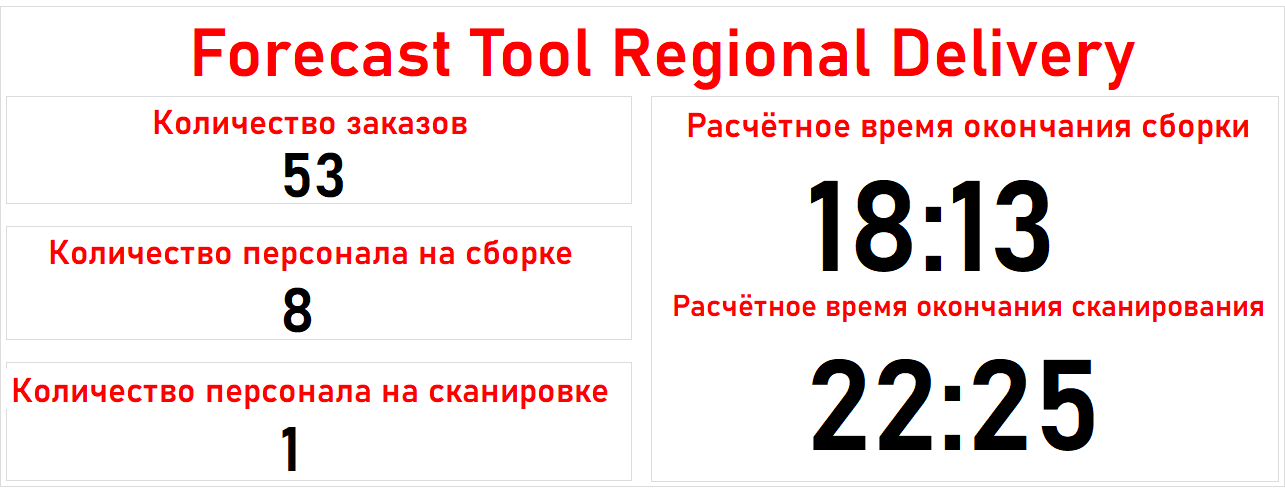 Forecast Tool Regional Delivery
Количество заказов
53
Количество персонала на сборке
8
Количество персонала на сканировке
1
Расчётное время окончания сборки
18:13
Расчётное время окончания сканирования
22:25